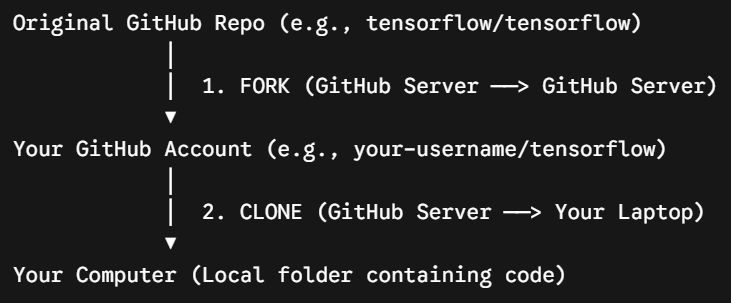 Original GitHub Repo (e.g., tensorflow/tensorflow)
│
│ 1. FORK (GitHub Server ──> GitHub Server)
▼
Your GitHub Account (e.g., your-username/tensorflow)
│
│ 2. CLONE (GitHub Server ──> Your Laptop)
▼
Your Computer (Local folder containing code)